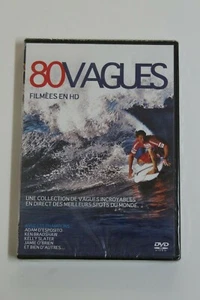 80 VAGUES
FILMÉES EN HD
UNE COLLECTION DE VAGUES INCROYABLES
EN DIRECT DES MEILLEURS SPOTS DU MONDE.
ADAM D'ESPOSITO
KEN BRADSHAW
KELLY SLATER
JAMIE O'BRIEN
ET BIEN D'AUTRES...
DVD